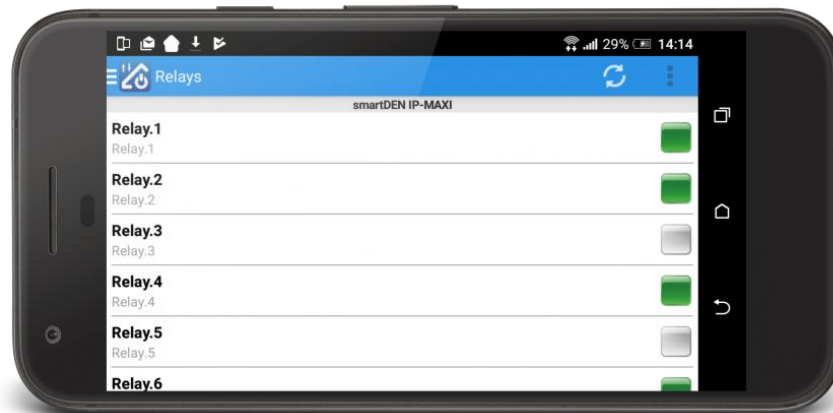 29% 14:14
Relays
smartDEN IP-MAXI
Relay.1
Relay.1
Relay.2
Relay.2
Relay.3
Relay.3
Relay.4
Relay.4
Relay.5
Relay.5
Relay.6